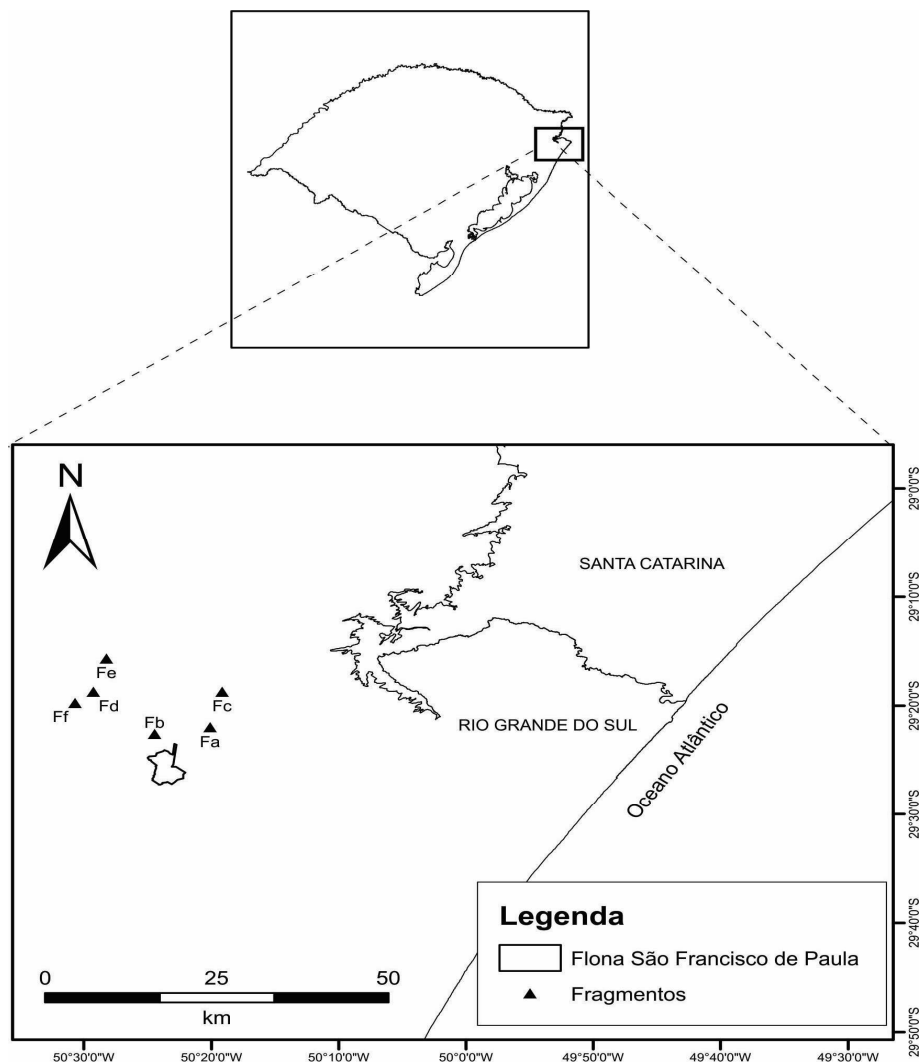 N
SANTA CATARINA
RIO GRANDE DO SUL
Oceano Atlântico
Fe
Ff
Fd
Fc
Fb
Fa
29°0'0"S
29°10'0"S
29°20'0"S
29°30'0"S
29°40'0"S
29°50'0"S
Legenda
Flona São Francisco de Paula
Fragmentos
0 25 50
km
50°30'0"W 50°20'0"W 50°10'0"W 50°0'0"W 49°50'0"W 49°40'0"W 49°30'0"W